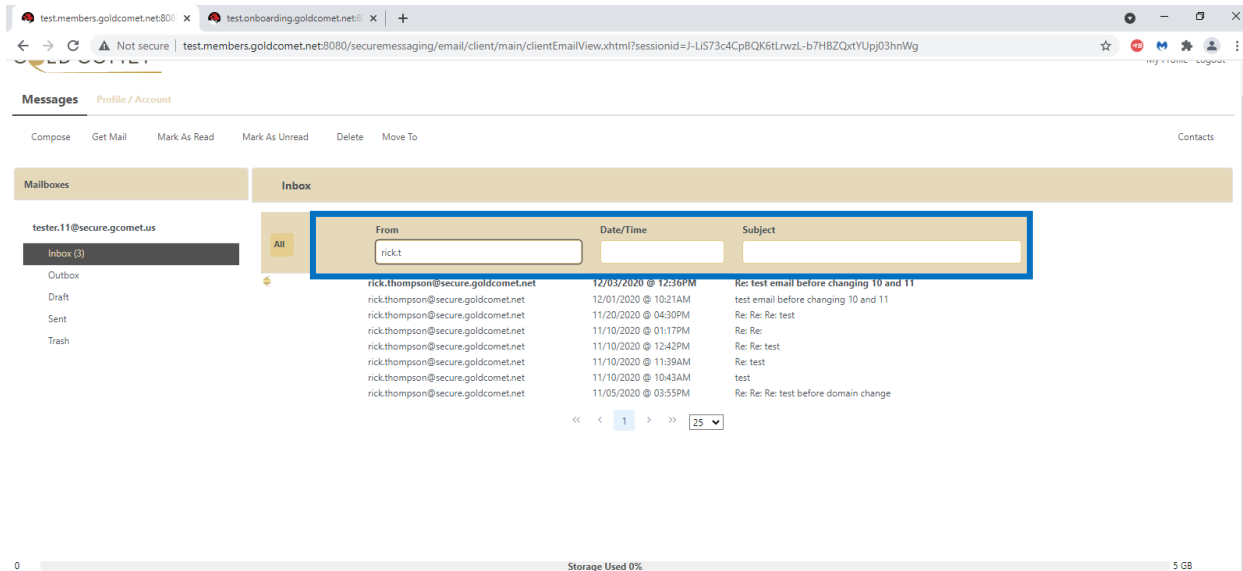 test.members.goldcomet.net:808
test.onboarding.goldcomet.net:8
Not secure | test.members.goldcomet.net:8080/securemessaging/email/client/main/clientEmailView.xhtml?sessionid=J-LiS73c4CpBQK6tLrwzL-b7HBZQxtYUpj03hnWg
GOLD COMET
My Profile Logout
Messages Profile / Account
Compose Get Mail Mark As Read Mark As Unread Delete Move To Contacts
Mailboxes
Inbox
tester.11@secure.gcomet.us
Inbox (3)
Outbox
Draft
Sent
Trash
All
From Date/Time Subject
rick.t
rick.thompson@secure.goldcomet.net 12/03/2020 @ 12:36PM Re: test email before changing 10 and 11
rick.thompson@secure.goldcomet.net 12/01/2020 @ 10:21AM test email before changing 10 and 11
rick.thompson@secure.goldcomet.net 11/20/2020 @ 04:30PM Re: Re: Re: test
rick.thompson@secure.goldcomet.net 11/10/2020 @ 01:17PM Re: Re:
rick.thompson@secure.goldcomet.net 11/10/2020 @ 12:42PM Re: Re: test
rick.thompson@secure.goldcomet.net 11/10/2020 @ 11:39AM Re: test
rick.thompson@secure.goldcomet.net 11/10/2020 @ 10:43AM test
rick.thompson@secure.goldcomet.net 11/05/2020 @ 03:55PM Re: Re: Re: test before domain change
1 25
0 Storage Used 0% 5 GB